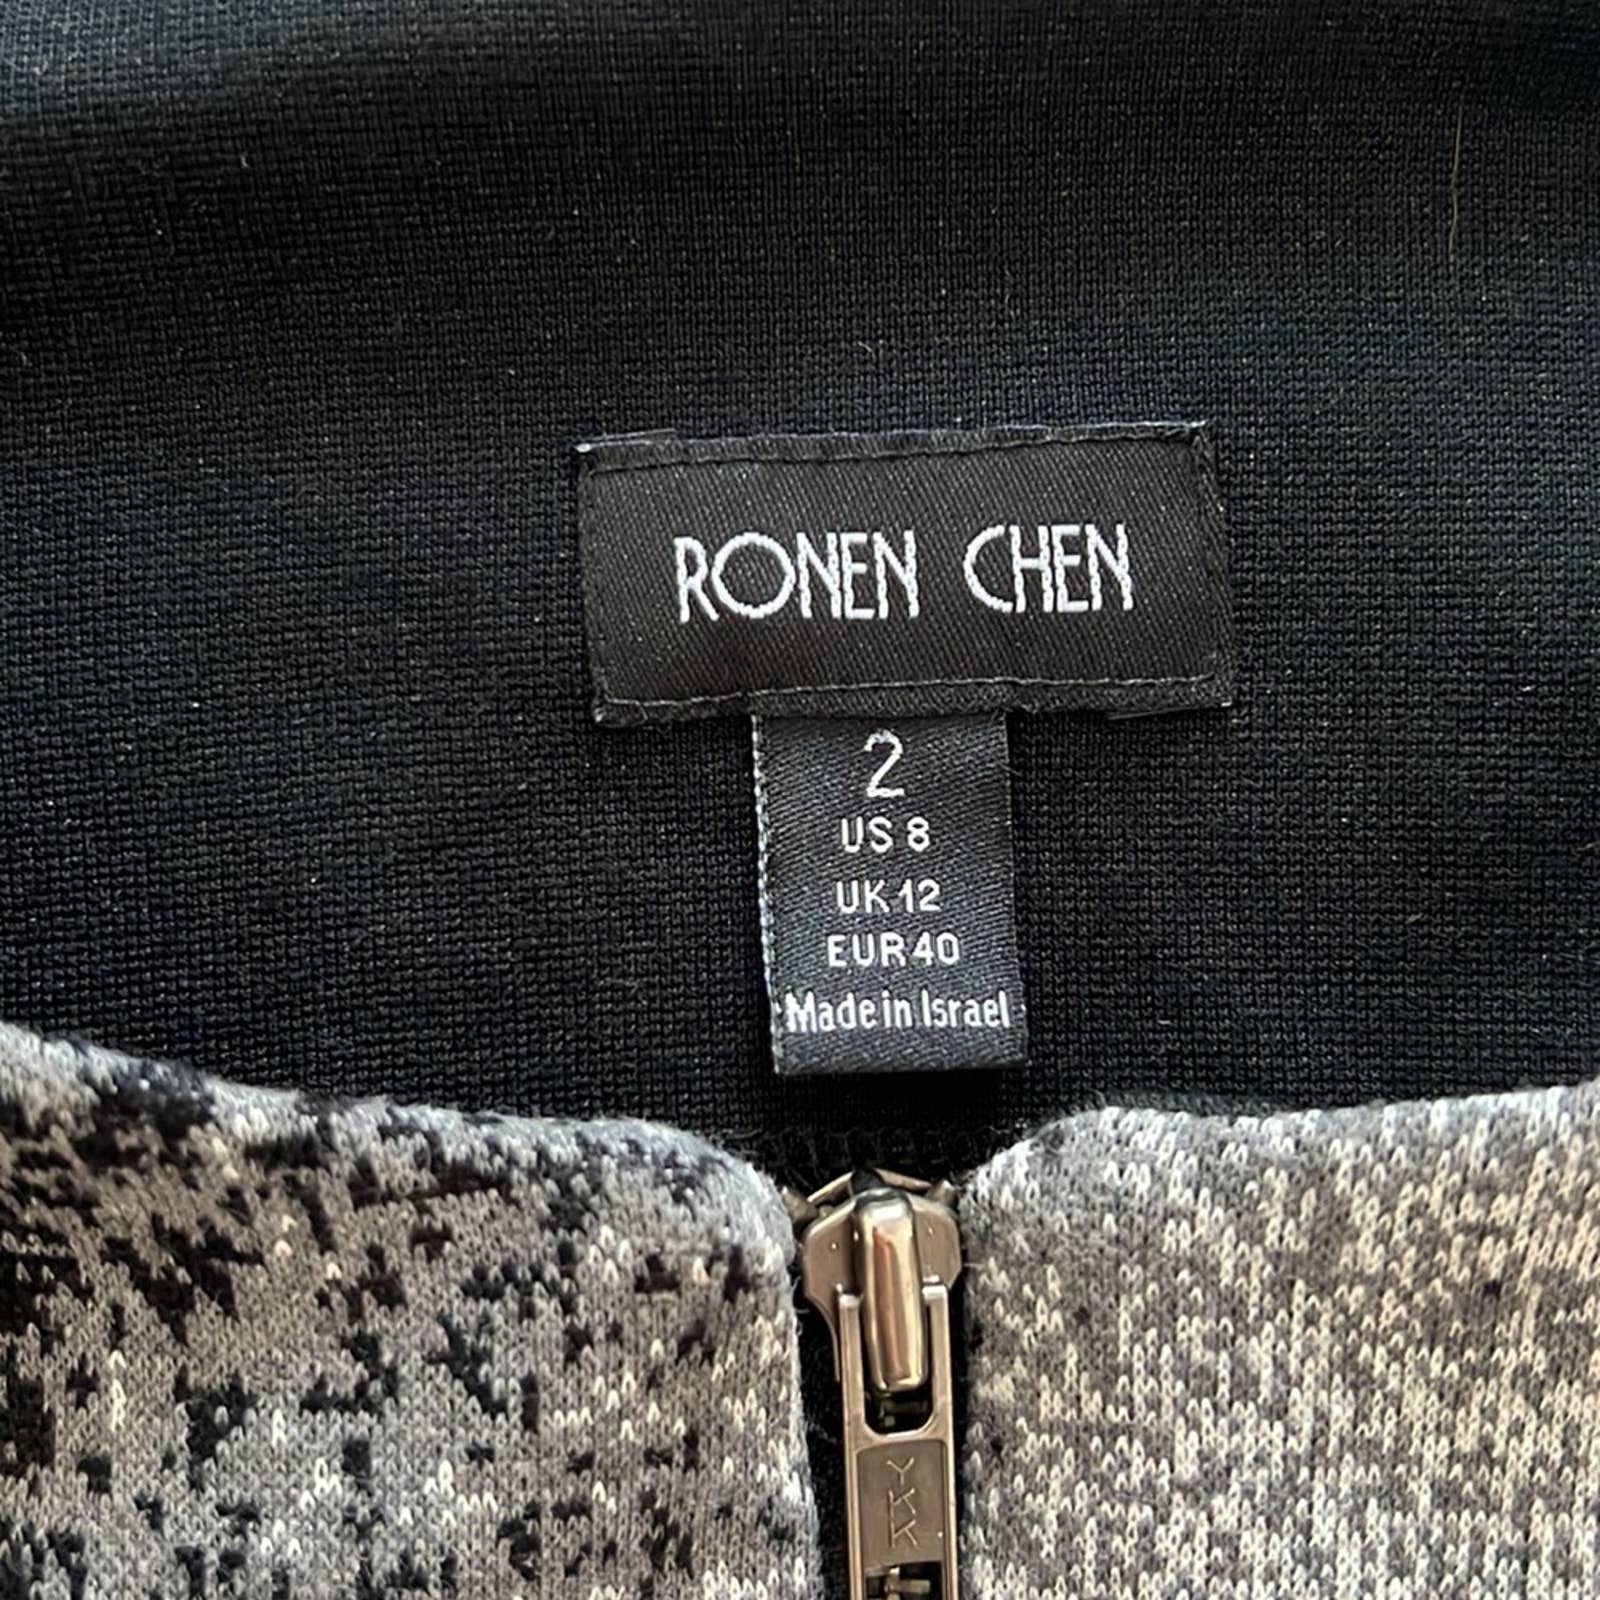 RONEN CHEN
2
US 8
UK 12
EUR 40
Made in Israel
YKK